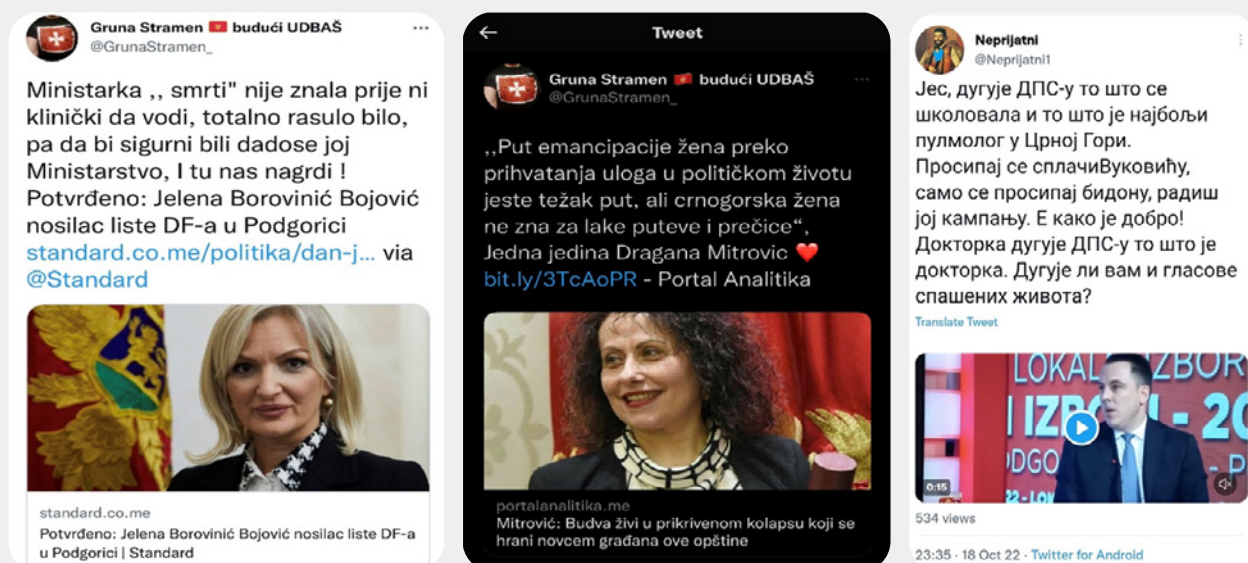 Gruna Stramen 🇲🇪 budući UDBAŠ
@GrunaStramen_
Ministarka ,, smrti" nije znala prije ni
klinički da vodi, totalno rasulo bilo,
pa da bi sigurni bili dadose joj
Ministarstvo, I tu nas nagrdi !
Potvrđeno: Jelena Borovinić Bojović
nosilac liste DF-a u Podgorici
standard.co.me/politika/dan-j... via
@Standard
standard.co.me
Potvrđeno: Jelena Borovinić Bojović nosilac liste DF-a
u Podgorici | Standard
Tweet
Gruna Stramen 🇲🇪 budući UDBAŠ
@GrunaStramen_
,,Put emancipacije žena preko
prihvatanja uloga u političkom životu
jeste težak put, ali crnogorska žena
ne zna za lake puteve i prečice“,
Jedna jedina Dragana Mitrovic ❤️
bit.ly/3TcAoPR - Portal Analitika
portalanalitika.me
Mitrović: Budva živi u prikrivenom kolapsu koji se
hrani novcem građana ove opštine
Neprijatni
@Neprijatni1
Јес, дугује ДПС-у то што се
школовала и то што је најбољи
пулмолог у Црној Гори.
Просипај се сплачиВуковићу,
само се просипај бидону, радиш
јој кампању. Е како је добро!
Докторка дугује ДПС-у то што је
докторка. Дугује ли вам и гласове
спашених живота?
Translate Tweet
LOKAL IZBOR
I IZBO I - 20
ODGO - P
22 - LOK
0:15
534 views
23:35 · 18 Oct 22 · Twitter for Android